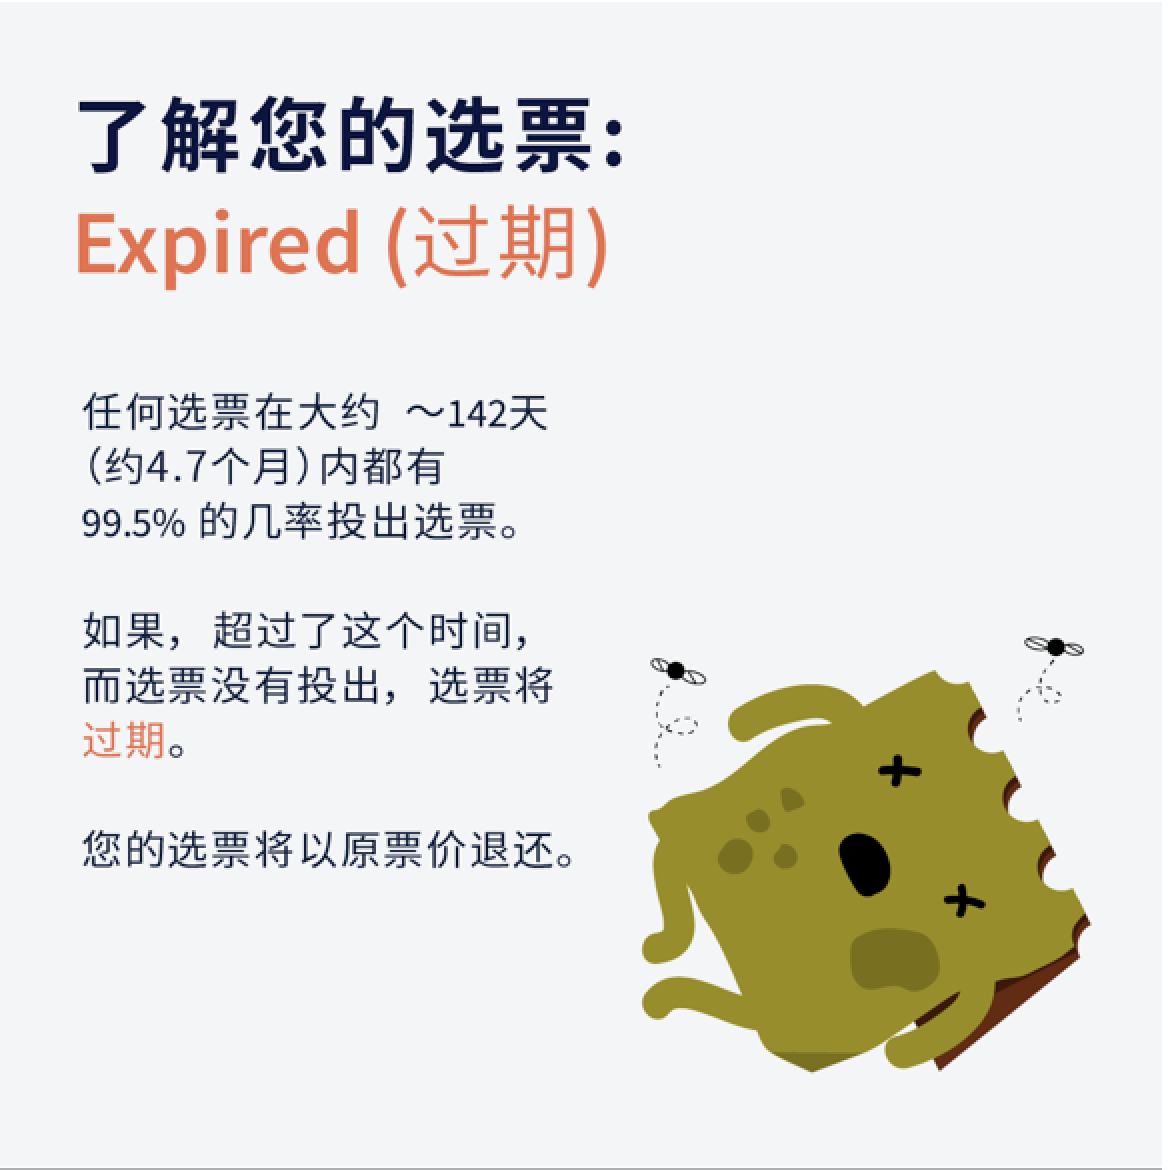 了解您的选票:
Expired (过期)
任何选票在大约 ～142天
（约4.7个月）内都有
99.5% 的几率投出选票。
如果，超过了这个时间，
而选票没有投出，选票将
过期。
您的选票将以原票价退还。